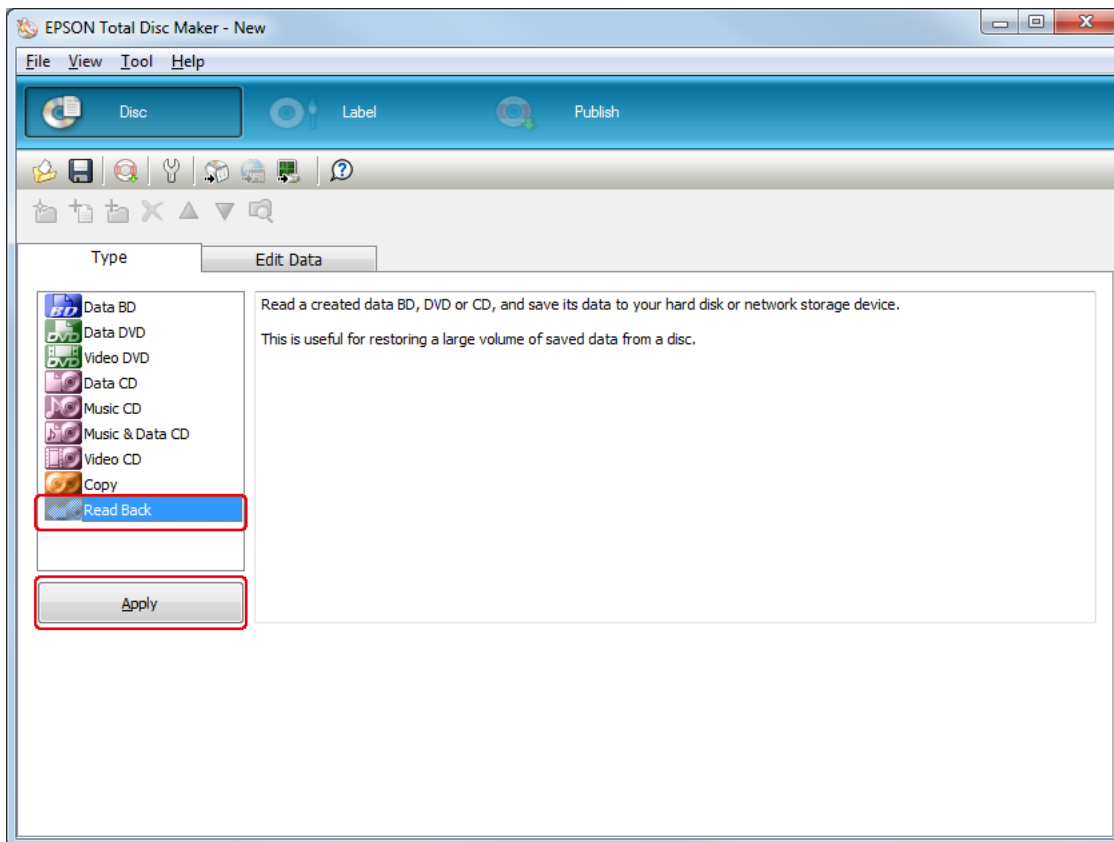 EPSON Total Disc Maker - New
File View Tool Help
Disc Label Publish
Type Edit Data
BD Data BD
DVD Data DVD
DVD Video DVD
Data CD
Music CD
Music & Data CD
Video CD
Copy
Read Back
Apply
Read a created data BD, DVD or CD, and save its data to your hard disk or network storage device.
This is useful for restoring a large volume of saved data from a disc.